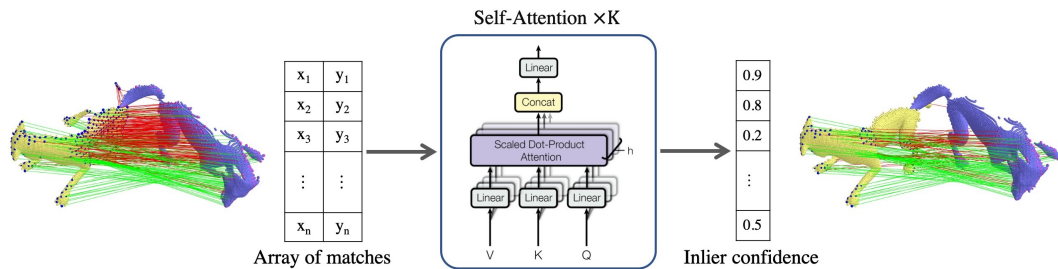 Self-Attention ×K
x₁ y₁
x₂ y₂
x₃ y₃
⋮ ⋮
xₙ yₙ
Array of matches
Linear
Concat
Scaled Dot-Product
Attention
h
Linear Linear Linear
V K Q
0.9
0.8
0.2
⋮
0.5
Inlier confidence